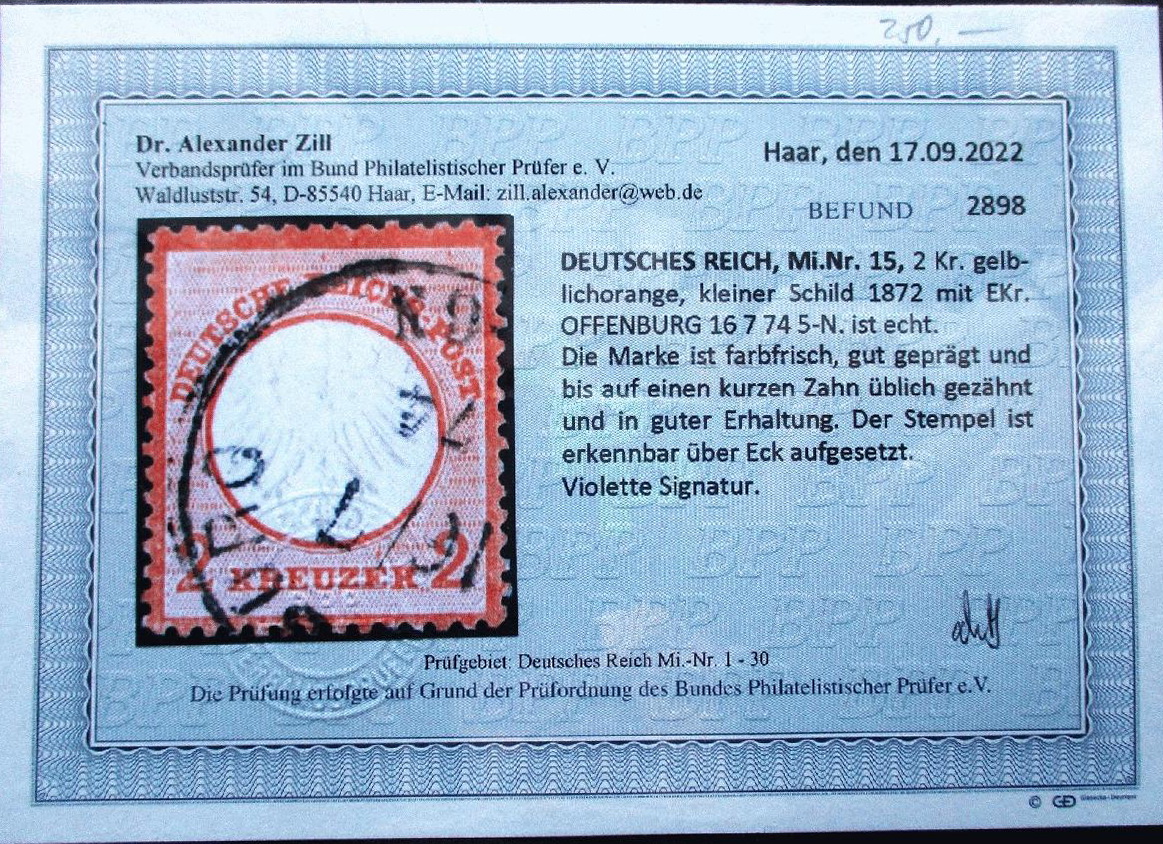 250,—
Dr. Alexander Zill
Verbandsprüfer im Bund Philatelistischer Prüfer e. V.
Waldluststr. 54, D-85540 Haar, E-Mail: zill.alexander@web.de
Haar, den 17.09.2022
BEFUND 2898
DEUTSCHES REICH, Mi.Nr. 15, 2 Kr. gelb-
lichorange, kleiner Schild 1872 mit EKr.
OFFENBURG 16 7 74 5-N. ist echt.
Die Marke ist farbfrisch, gut geprägt und
bis auf einen kurzen Zahn üblich gezähnt
und in guter Erhaltung. Der Stempel ist
erkennbar über Eck aufgesetzt.
Violette Signatur.
DEUTSCHE REICHS-POST
2 KREUZER 2
Prüfgebiet: Deutsches Reich Mi.-Nr. 1 - 30
Die Prüfung erfolgte auf Grund der Prüfordnung des Bundes Philatelistischer Prüfer e.V.
©